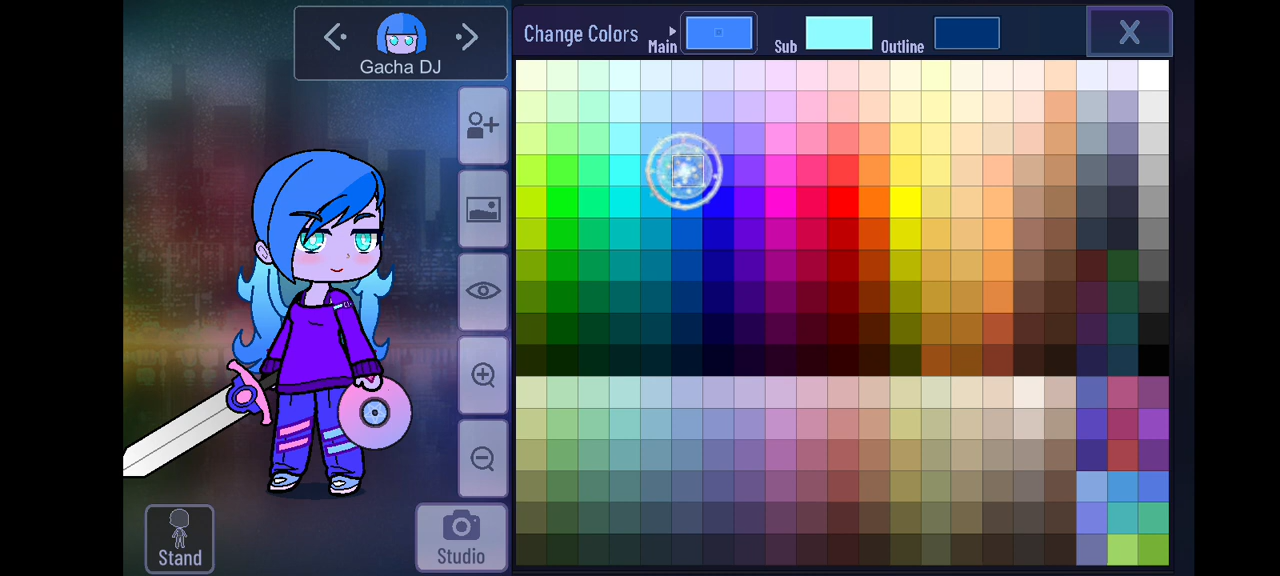 Gacha DJ
Change Colors
Main
Sub
Outline
X
Stand
Studio